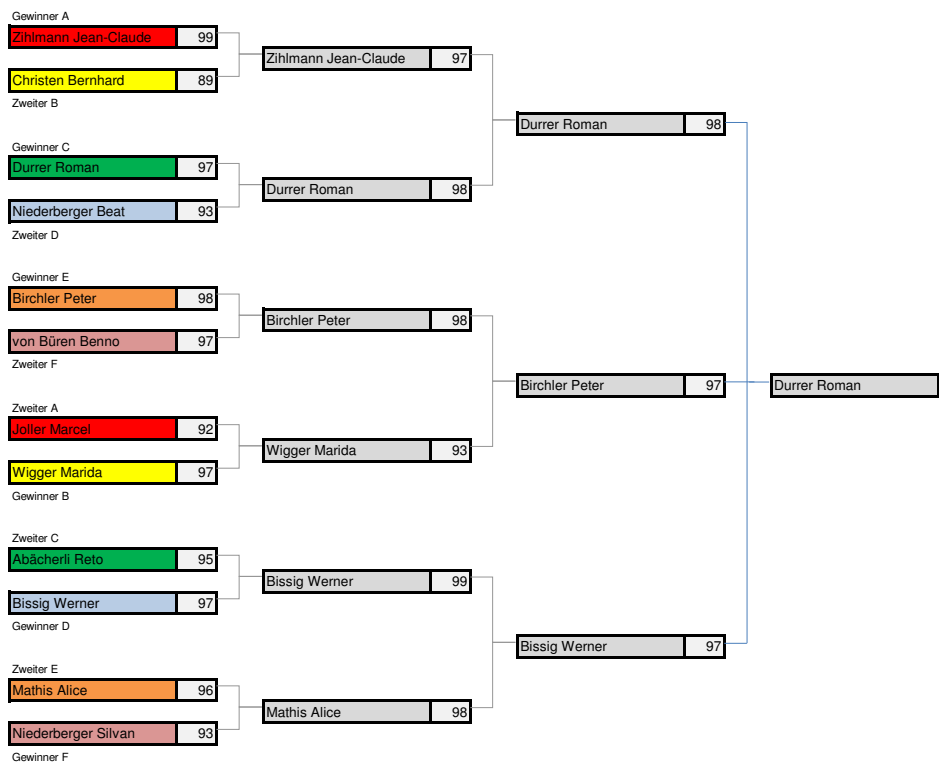 Gewinner A
Zihlmann Jean-Claude 99
Christen Bernhard 89
Zweiter B
Gewinner C
Durrer Roman 97
Niederberger Beat 93
Zweiter D
Gewinner E
Birchler Peter 98
von Büren Benno 97
Zweiter F
Zweiter A
Joller Marcel 92
Wigger Marida 97
Gewinner B
Zweiter C
Abächerli Reto 95
Bissig Werner 97
Gewinner D
Zweiter E
Mathis Alice 96
Niederberger Silvan 93
Gewinner F
Zihlmann Jean-Claude 97
Durrer Roman 98
Birchler Peter 98
Wigger Marida 93
Bissig Werner 99
Mathis Alice 98
Durrer Roman 98
Birchler Peter 97
Bissig Werner 97
Durrer Roman